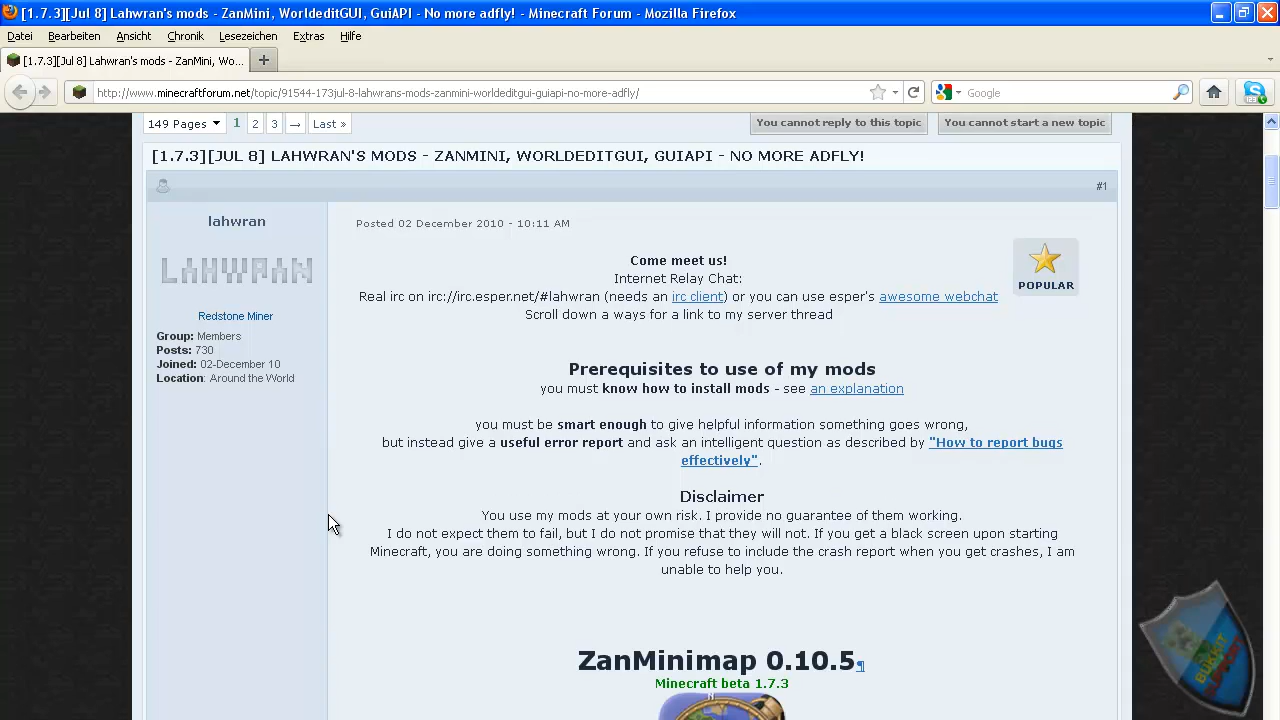 [1.7.3][Jul 8] Lahwran's mods - ZanMini, WorldeditGUI, GuiAPI - No more adfly! - Minecraft Forum - Mozilla Firefox
Datei Bearbeiten Ansicht Chronik Lesezeichen Extras Hilfe
[1.7.3][Jul 8] Lahwran's mods - ZanMini, Wo...
http://www.minecraftforum.net/topic/91544-173jul-8-lahwrans-mods-zanmini-worldeditgui-guiapi-no-more-adfly/ Google
149 Pages 1 2 3 → Last » You cannot reply to this topic You cannot start a new topic
[1.7.3][JUL 8] LAHWRAN'S MODS - ZANMINI, WORLDEDITGUI, GUIAPI - NO MORE ADFLY!
#1
lahwran
LAHWRAN
Redstone Miner
Group: Members
Posts: 730
Joined: 02-December 10
Location: Around the World
Posted 02 December 2010 - 10:11 AM
POPULAR
Come meet us!
Internet Relay Chat:
Real irc on irc://irc.esper.net/#lahwran (needs an irc client) or you can use esper's awesome webchat
Scroll down a ways for a link to my server thread
Prerequisites to use of my mods
you must know how to install mods - see an explanation
you must be smart enough to give helpful information something goes wrong,
but instead give a useful error report and ask an intelligent question as described by "How to report bugs
effectively".
Disclaimer
You use my mods at your own risk. I provide no guarantee of them working.
I do not expect them to fail, but I do not promise that they will not. If you get a black screen upon starting
Minecraft, you are doing something wrong. If you refuse to include the crash report when you get crashes, I am
unable to help you.
ZanMinimap 0.10.5¶
Minecraft beta 1.7.3
N
BUKKIT
SUPPORT